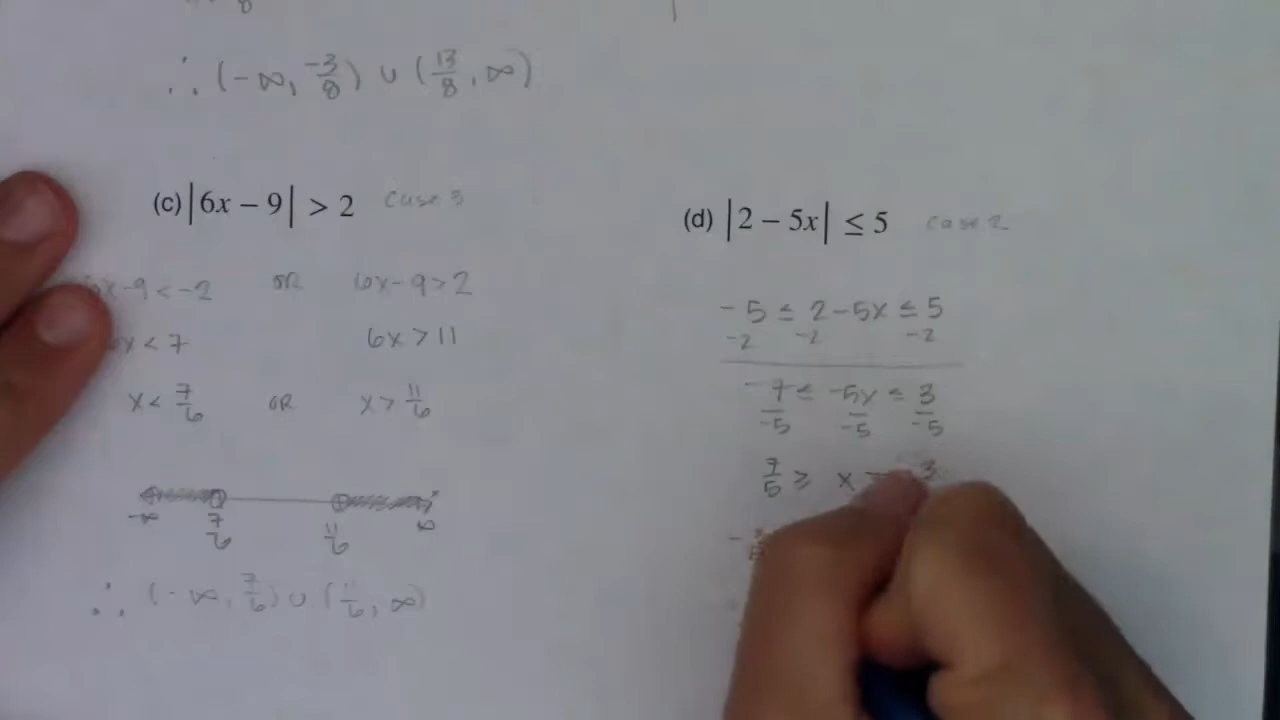 8
∴ (-∞, -3/8) ∪ (13/8, ∞)
(c) |6x − 9| > 2 Case 3
6x-9 < -2 OR 6x-9 > 2
x < 7 6x > 11
x < 7/6 OR x > 11/6
-∞ 7/6 11/6 ∞
∴ (-∞, 7/6) ∪ (11/6, ∞)
(d) |2 − 5x| ≤ 5 Case 2
-5 ≤ 2-5x ≤ 5
-2 -2 -2
-7 ≤ -5x ≤ 3
-5 -5 -5
7/5 ≥ x 3